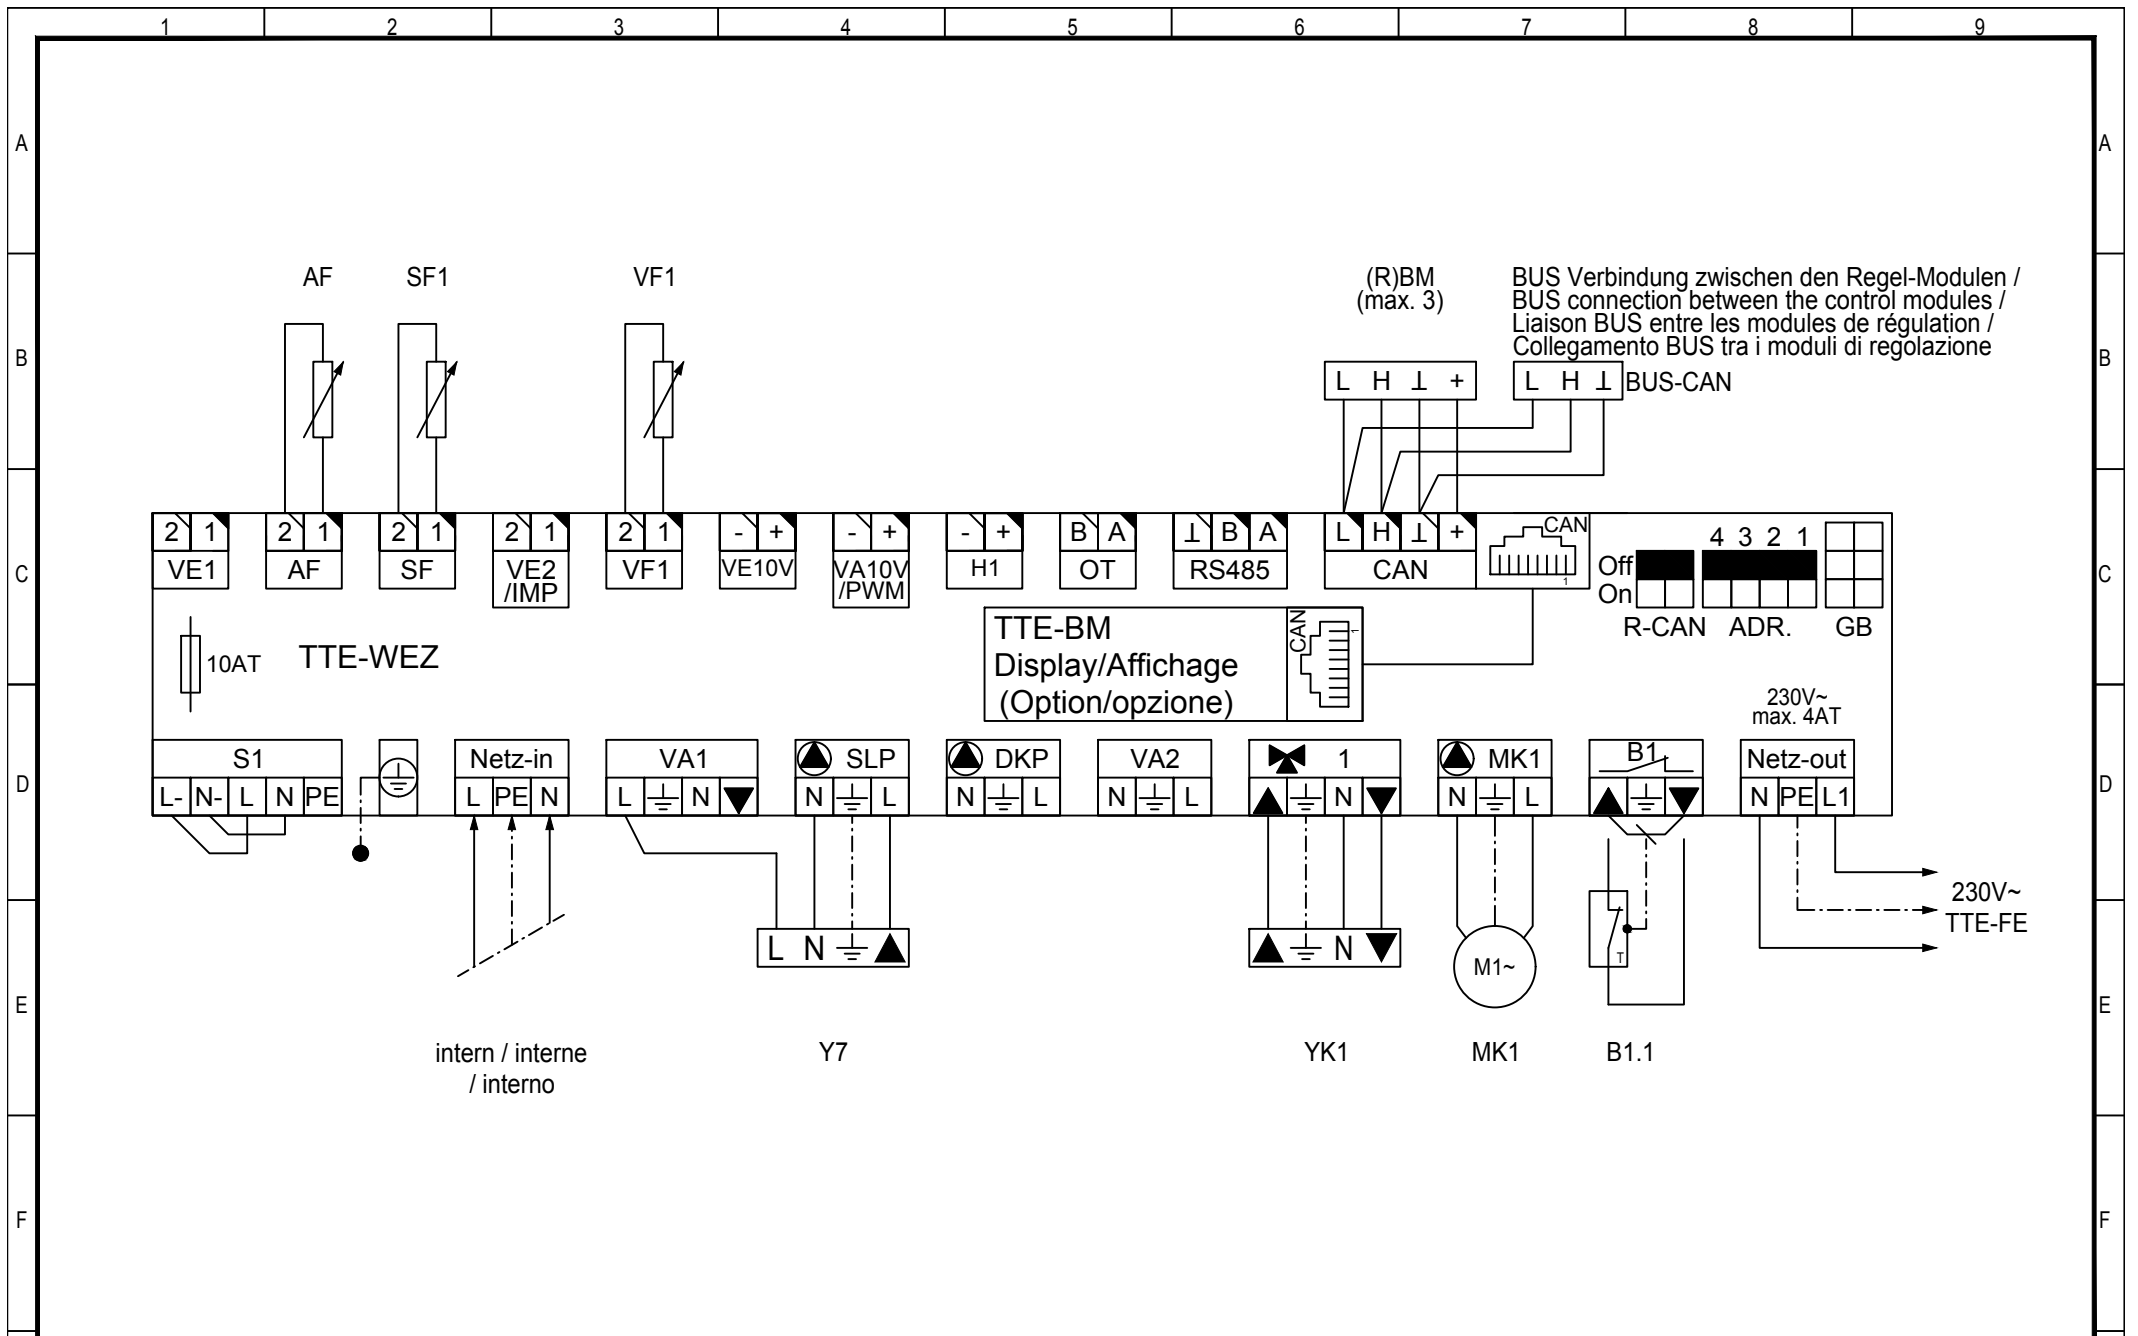 1 2 3 4 5 6 7 8 9
A A
AF SF1 VF1 (R)BM
(max. 3)
BUS Verbindung zwischen den Regel-Modulen /
BUS connection between the control modules /
Liaison BUS entre les modules de régulation /
Collegamento BUS tra i moduli di regolazione
B B
L H ⊥ + L H ⊥ BUS-CAN
2 1 2 1 2 1 2 1 2 1 - + - + - + B A ⊥ B A L H ⊥ + CAN
1
VE1 AF SF VE2
/IMP
VF1 VE10V VA10V
/PWM
H1 OT RS485 CAN
4 3 2 1
Off
On
R-CAN ADR. GB
C C
10AT TTE-WEZ
TTE-BM
Display/Affichage
(Option/opzione)
CAN
1
230V~
max. 4AT
D D
S1 Netz-in VA1 SLP DKP VA2 1 MK1 B1 Netz-out
L- N- L N PE L PE N L N N L N L N L N N L N PE L1
230V~
TTE-FE
L N N M1~ T
E E
intern / interne
/ interno
Y7 YK1 MK1 B1.1
F F